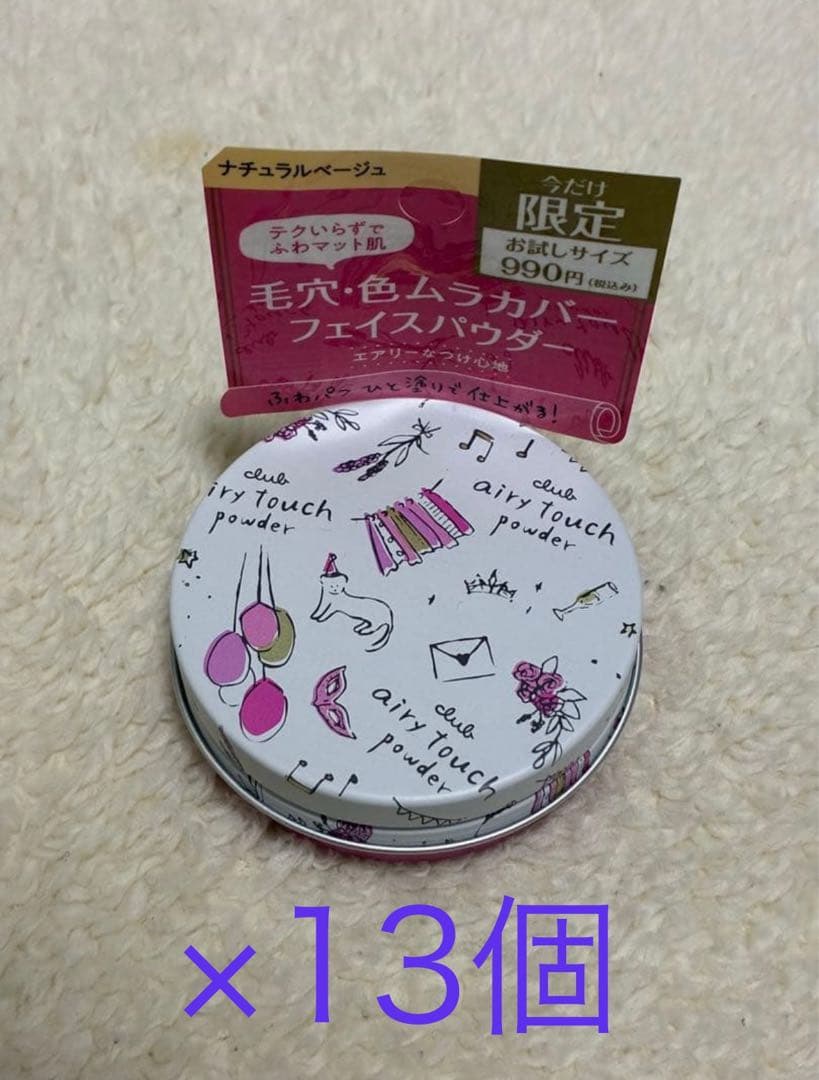 ナチュラルベージュ
今だけ
限定
お試しサイズ
990円(税込み)
テクいらずで
ふわマット肌
毛穴・色ムラカバー
フェイスパウダー
エアリーなつけ心地
ふわパラひと塗りで仕上がる!
club
airy touch
powder
club
airy touch
powder
club
airy touch
powder
×13個